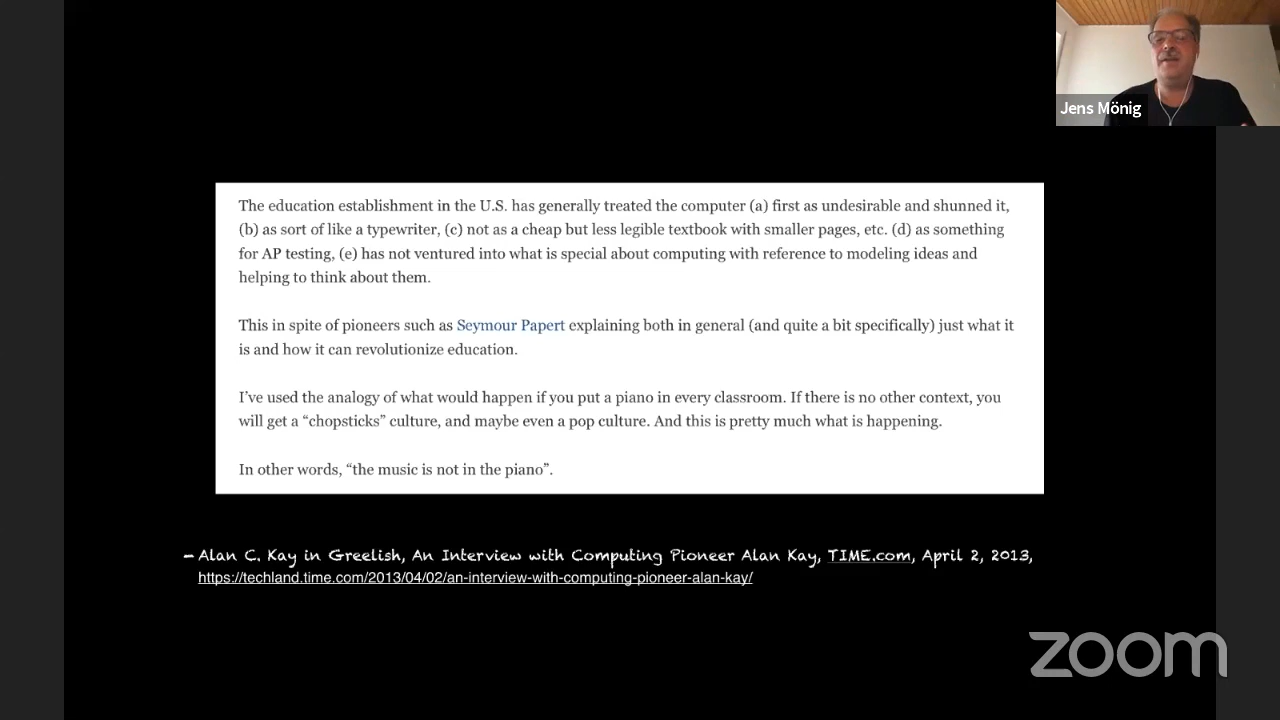 Jens Mönig
The education establishment in the U.S. has generally treated the computer (a) first as undesirable and shunned it,
(b) as sort of like a typewriter, (c) not as a cheap but less legible textbook with smaller pages, etc. (d) as something
for AP testing, (e) has not ventured into what is special about computing with reference to modeling ideas and
helping to think about them.
This in spite of pioneers such as Seymour Papert explaining both in general (and quite a bit specifically) just what it
is and how it can revolutionize education.
I’ve used the analogy of what would happen if you put a piano in every classroom. If there is no other context, you
will get a “chopsticks” culture, and maybe even a pop culture. And this is pretty much what is happening.
In other words, “the music is not in the piano”.
– Alan C. Kay in Greelish, An Interview with Computing Pioneer Alan Kay, TIME.com, April 2, 2013,
https://techland.time.com/2013/04/02/an-interview-with-computing-pioneer-alan-kay/
zoom